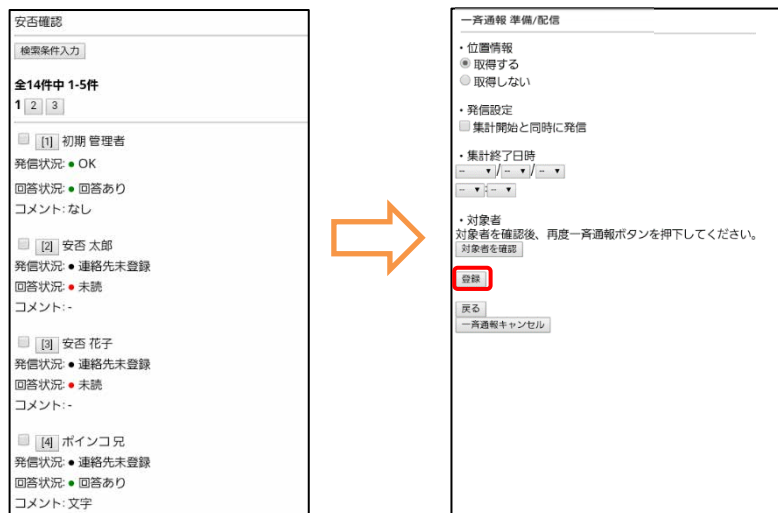 安否確認
検索条件入力
全14件中 1-5件
1 2 3
[1] 初期 管理者
発信状況: ● OK
回答状況: ● 回答あり
コメント: なし
[2] 安否 太郎
発信状況: ● 連絡先未登録
回答状況: ● 未読
コメント: -
[3] 安否 花子
発信状況: ● 連絡先未登録
回答状況: ● 未読
コメント: -
[4] ポインコ 兄
発信状況: ● 連絡先未登録
回答状況: ● 回答あり
コメント: 文字
一斉通報 準備/配信
・位置情報
取得する
取得しない
・発信設定
集計開始と同時に発信
・集計終了日時
-- ▼ / -- ▼ / -- ▼
-- ▼ : -- ▼
・対象者
対象者を確認後、再度一斉通報ボタンを押下してください。
対象者を確認
登録
戻る
一斉通報キャンセル